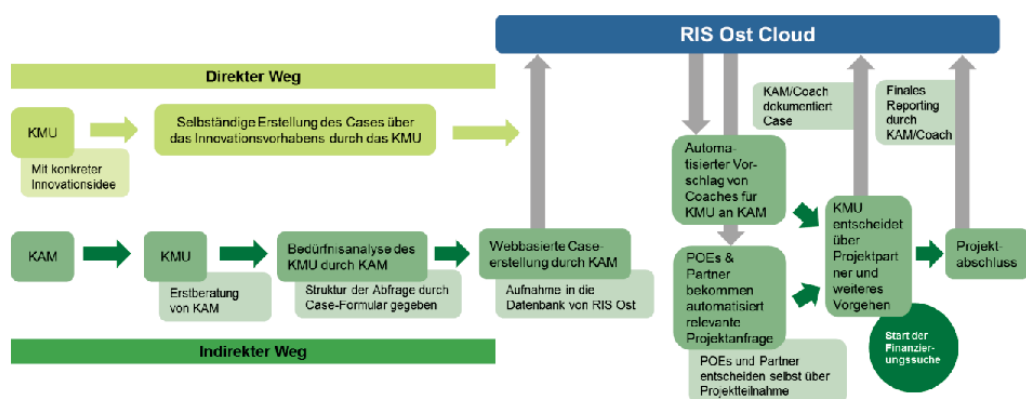 RIS Ost Cloud
Direkter Weg
KMU
Mit konkreter
Innovationsidee
Selbständige Erstellung des Cases über
das Innovationsvorhabens durch das KMU
KAM
KMU
Erstberatung
von KAM
Bedürfnisanalyse des
KMU durch KAM
Struktur der Abfrage durch
Case-Formular gegeben
Webbasierte Case-
erstellung durch KAM
Aufnahme in die
Datenbank von RIS Ost
Indirekter Weg
Automa-
tisierter Vor-
schlag von
Coaches für
KMU an KAM
POEs &
Partner
bekommen
automatisiert
relevante
Projektanfrage
POEs und Partner
entscheiden selbst über
Projektteilnahme
KAM/Coach
dokumentiert
Case
KMU
entscheidet
über
Projektpart
ner und
weiteres
Vorgehen
Start der
Finanzier-
ungssuche
Finales
Reporting
durch
KAM/Coach
Projekt-
abschluss